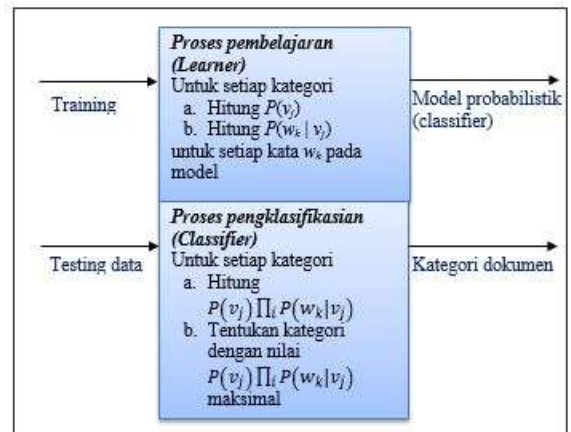 Proses pembelajaran
(Learner)
Untuk setiap kategori
a. Hitung P(vⱼ)
b. Hitung P(wₖ | vⱼ)
untuk setiap kata wₖ pada
model
Training
Model probabilistik
(classifier)
Proses pengklasifikasian
(Classifier)
Untuk setiap kategori
a. Hitung
P(vⱼ)∏ᵢ P(wₖ|vⱼ)
b. Tentukan kategori
dengan nilai
P(vⱼ)∏ᵢ P(wₖ|vⱼ)
maksimal
Testing data
Kategori dokumen